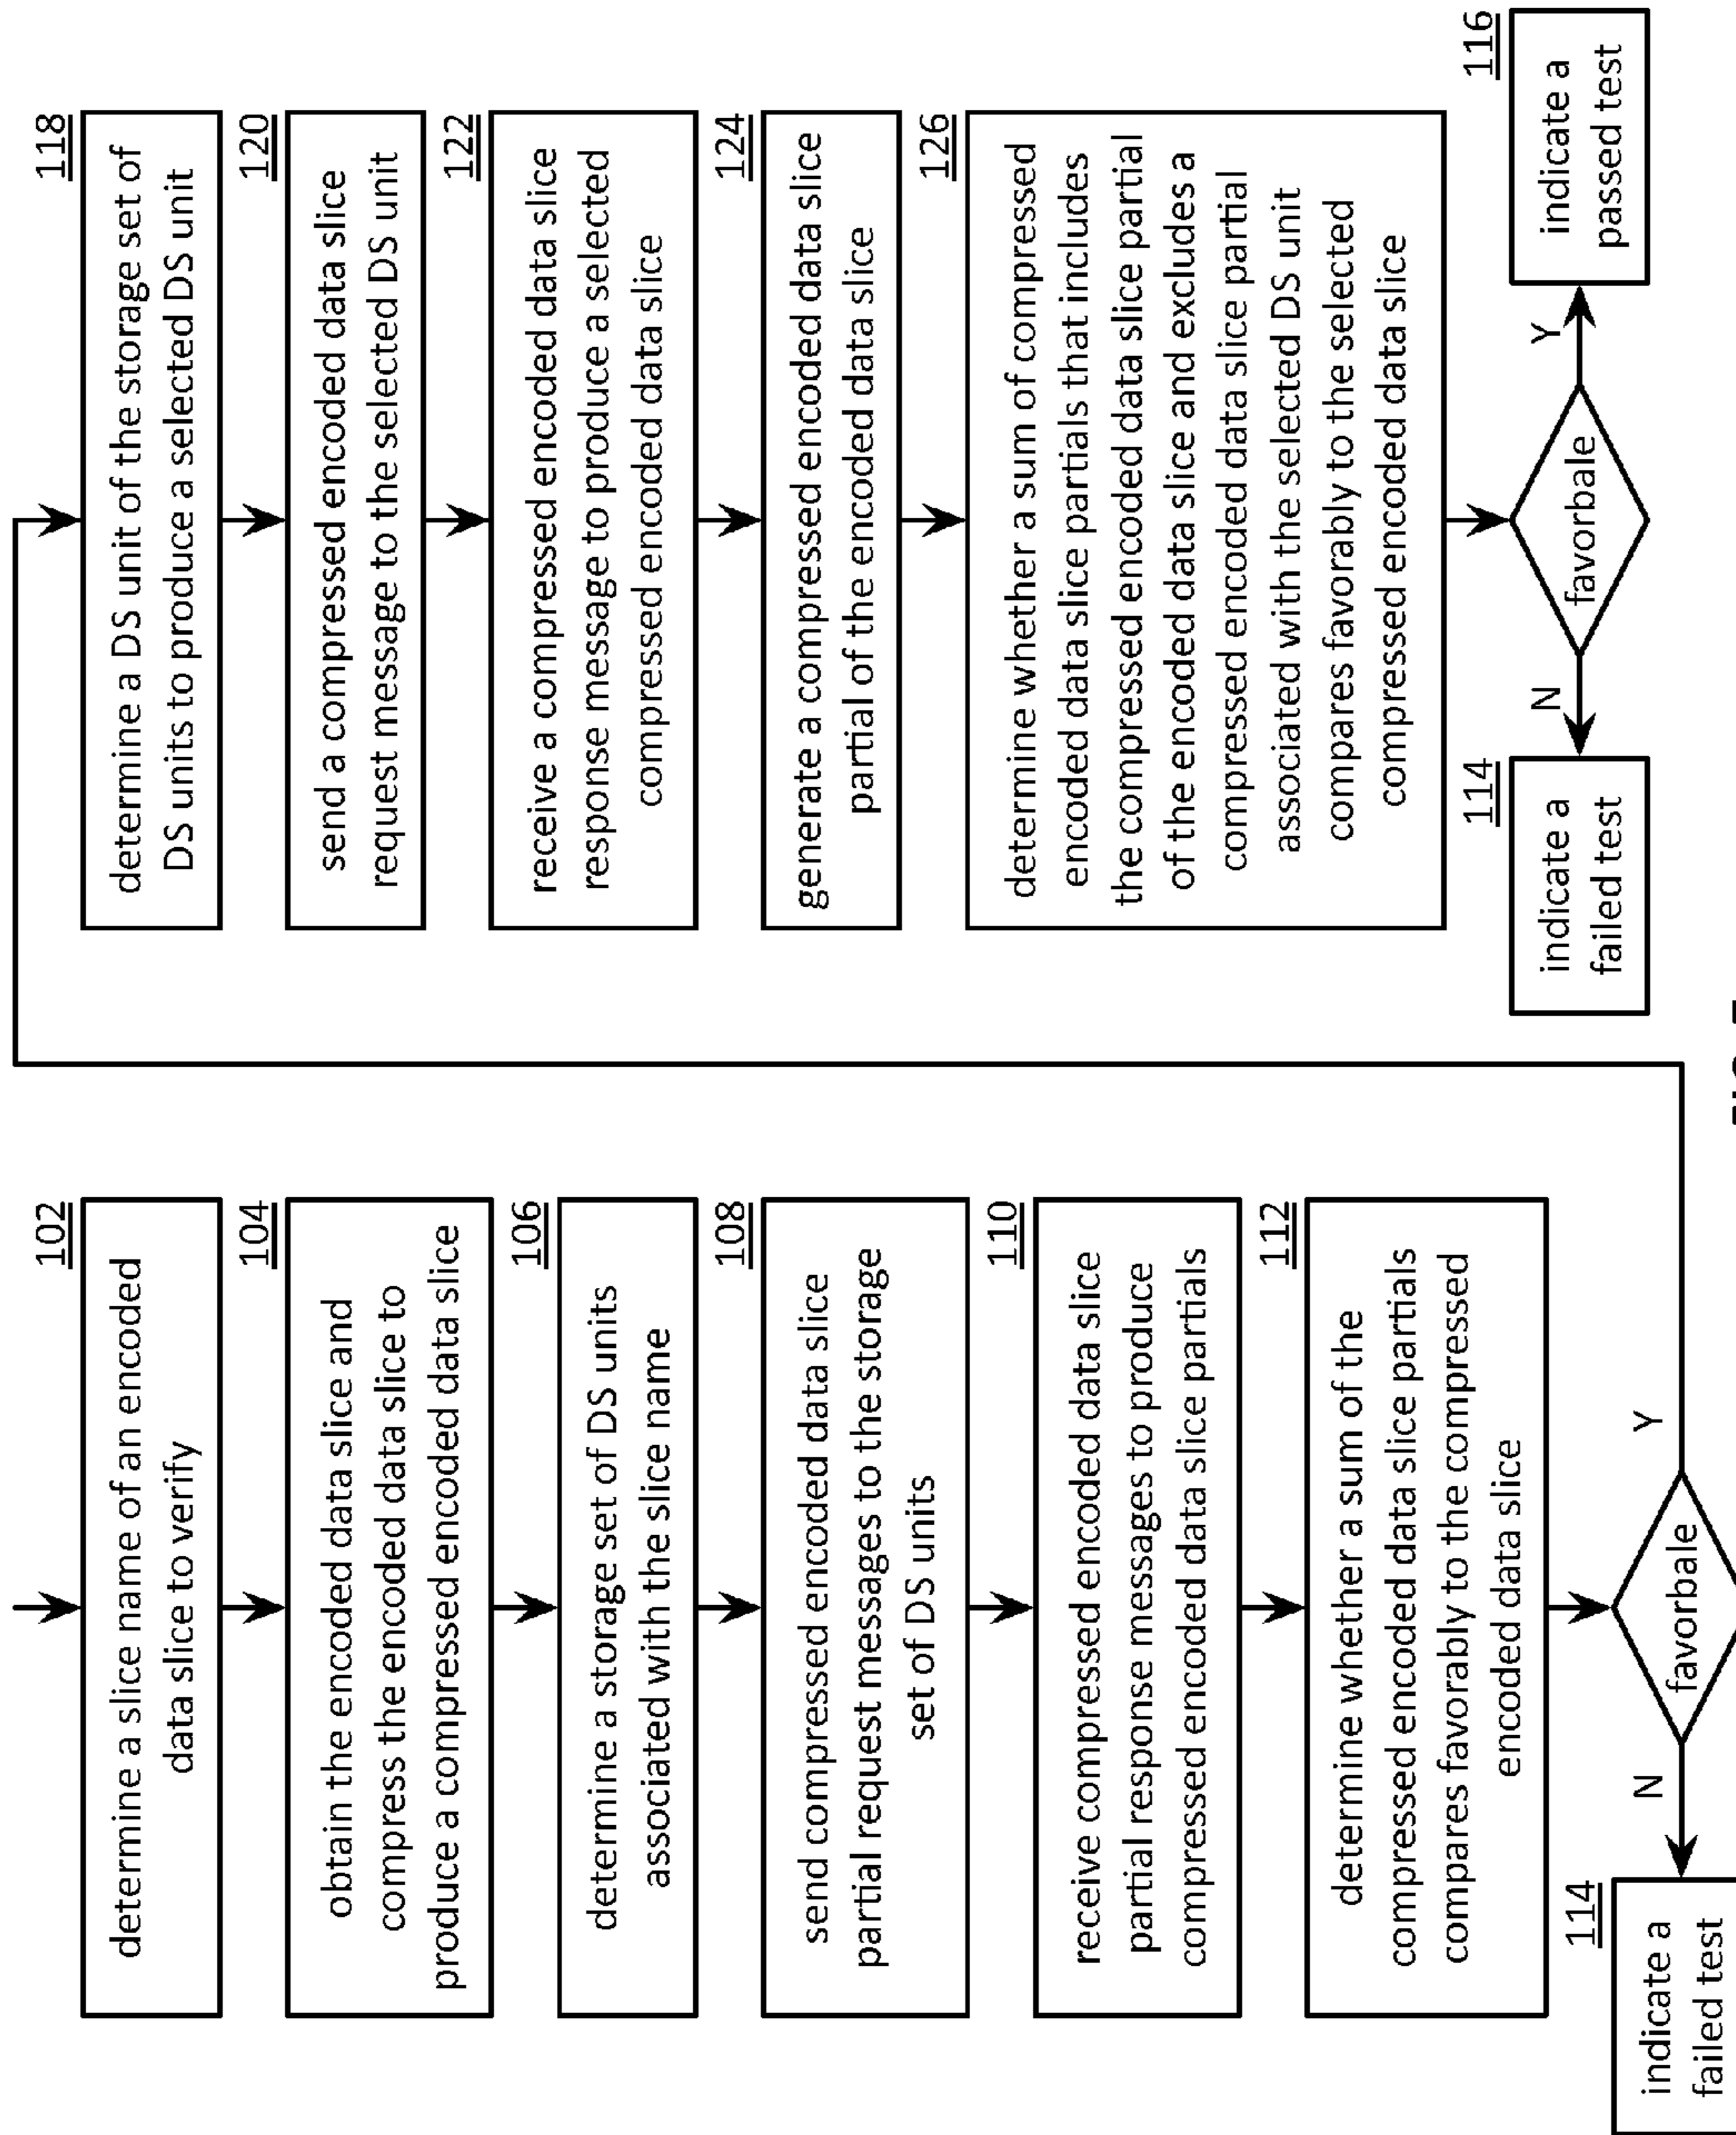 102
determine a slice name of an encoded
data slice to verify
104
obtain the encoded data slice and
compress the encoded data slice to
produce a compressed encoded data slice
106
determine a storage set of DS units
associated with the slice name
108
send compressed encoded data slice
partial request messages to the storage
set of DS units
110
receive compressed encoded data slice
partial response messages to produce
compressed encoded data slice partials
112
determine whether a sum of the
compressed encoded data slice partials
compares favorably to the compressed
encoded data slice
favorbale
N
Y
114
indicate a
failed test
118
determine a DS unit of the storage set of
DS units to produce a selected DS unit
120
send a compressed encoded data slice
request message to the selected DS unit
122
receive a compressed encoded data slice
response message to produce a selected
compressed encoded data slice
124
generate a compressed encoded data slice
partial of the encoded data slice
126
determine whether a sum of compressed
encoded data slice partials that includes
the compressed encoded data slice partial
of the encoded data slice and excludes a
compressed encoded data slice partial
associated with the selected DS unit
compares favorably to the selected
compressed encoded data slice
favorbale
N
Y
114
indicate a
failed test
116
indicate a
passed test